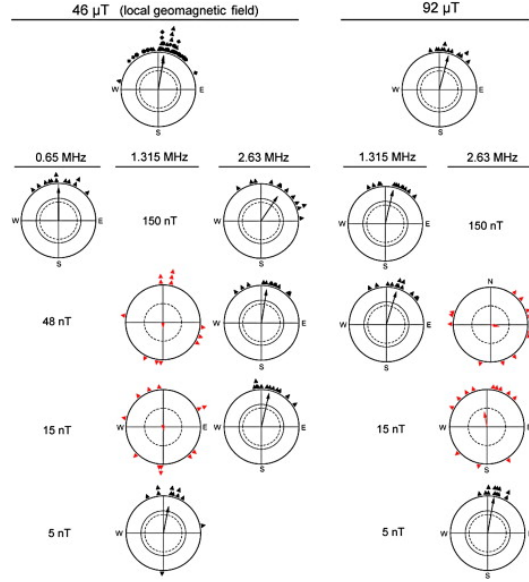 46 µT (local geomagnetic field) 92 µT
W E W E
S S
0.65 MHz 1.315 MHz 2.63 MHz 1.315 MHz 2.63 MHz
W E 150 nT W E W E 150 nT
S S S
N
48 nT W E W E W E W E
S S
15 nT W E W E 15 nT W E
S S
5 nT W E 5 nT W E
S